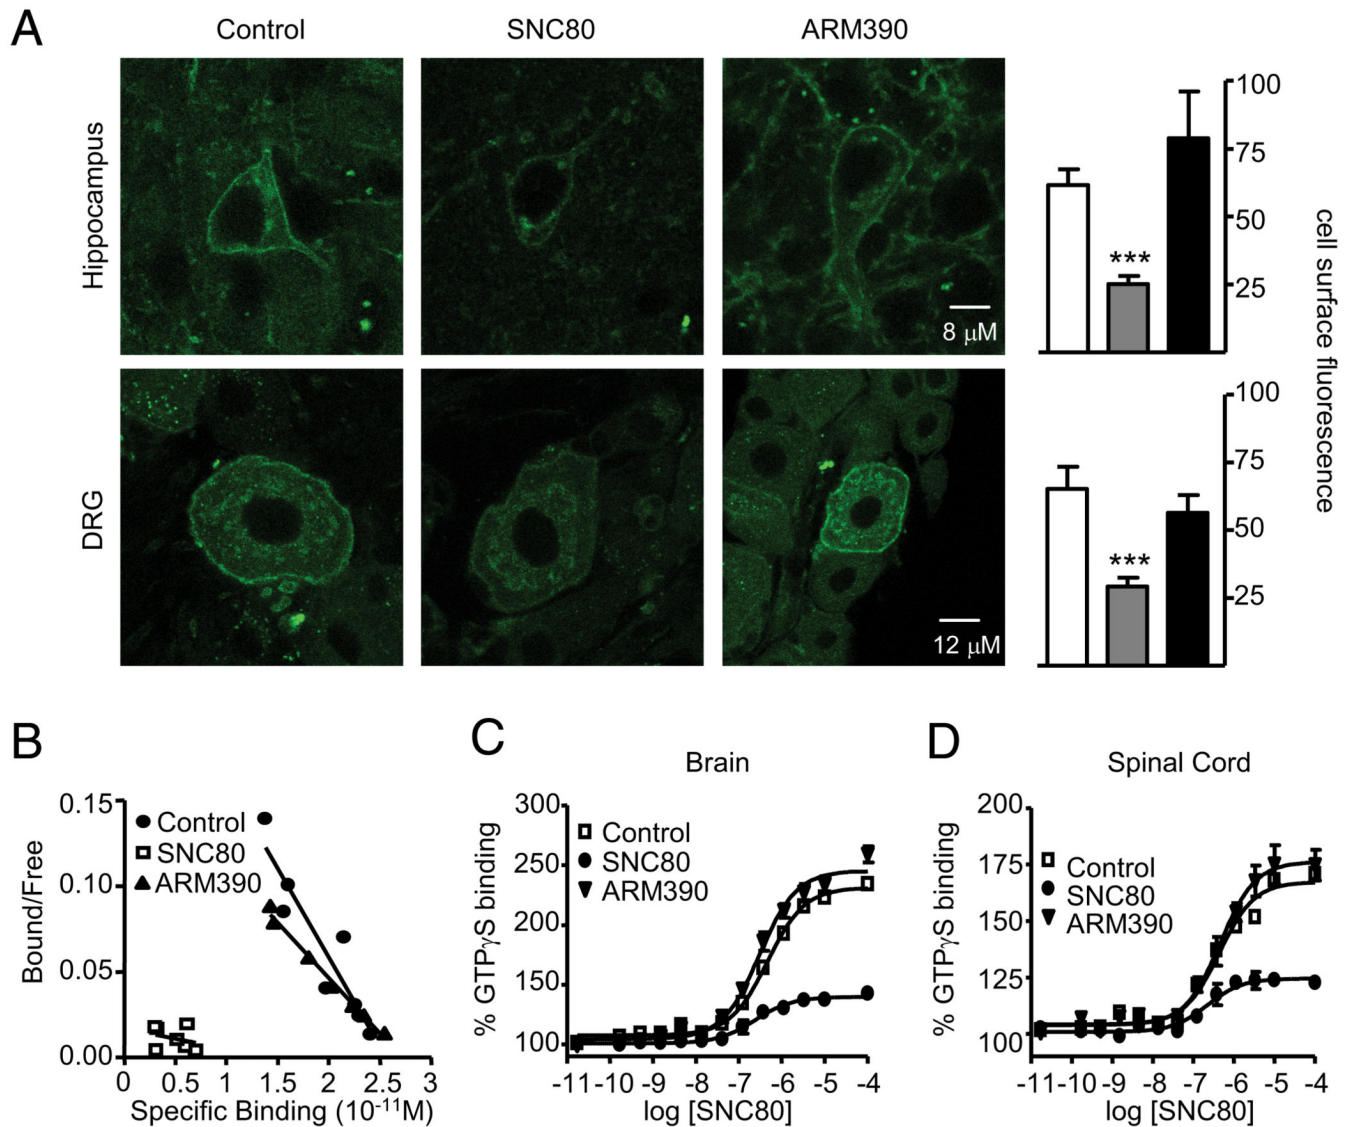 A
Control
SNC80
ARM390
Hippocampus
8 μM
***
100
75
50
25
DRG
12 μM
***
100
75
50
25
cell surface fluorescence
B
Bound/Free
0.15
0.10
0.05
0.00
Control
SNC80
ARM390
0 0.5 1 1.5 2 2.5 3
Specific Binding (10⁻¹¹M)
C
Brain
% GTPγS binding
300
250
200
150
100
Control
SNC80
ARM390
-11 -10 -9 -8 -7 -6 -5 -4
log [SNC80]
D
Spinal Cord
% GTPγS binding
200
175
150
125
100
Control
SNC80
ARM390
-11 -10 -9 -8 -7 -6 -5 -4
log [SNC80]